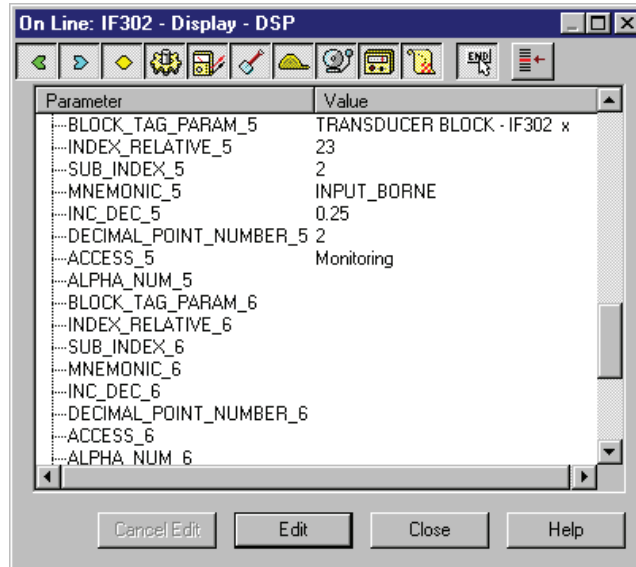 On Line: IF302 - Display - DSP
END
Parameter Value
BLOCK_TAG_PARAM_5 TRANSDUCER BLOCK - IF302 x
INDEX_RELATIVE_5 23
SUB_INDEX_5 2
MNEMONIC_5 INPUT_BORNE
INC_DEC_5 0.25
DECIMAL_POINT_NUMBER_5 2
ACCESS_5 Monitoring
ALPHA_NUM_5
BLOCK_TAG_PARAM_6
INDEX_RELATIVE_6
SUB_INDEX_6
MNEMONIC_6
INC_DEC_6
DECIMAL_POINT_NUMBER_6
ACCESS_6
ALPHA_NUM_6
Cancel Edit Edit Close Help